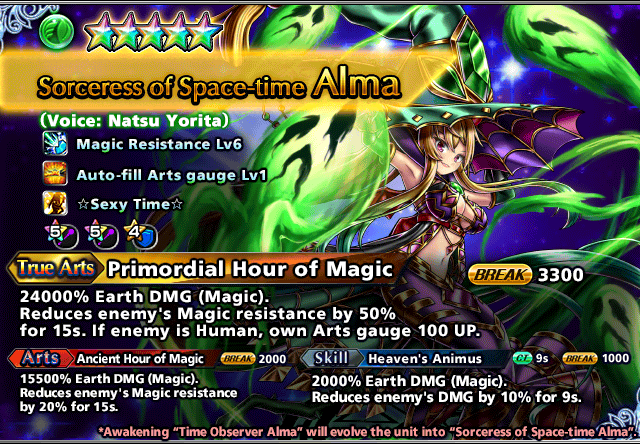 Sorceress of Space-time Alma
(Voice: Natsu Yorita)
Magic Resistance Lv6
Auto-fill Arts gauge Lv1
☆Sexy Time☆
5 5 4
True Arts Primordial Hour of Magic BREAK 3300
24000% Earth DMG (Magic).
Reduces enemy's Magic resistance by 50%
for 15s. If enemy is Human, own Arts gauge 100 UP.
Arts Ancient Hour of Magic BREAK 2000
15500% Earth DMG (Magic).
Reduces enemy's Magic resistance
by 20% for 15s.
Skill Heaven's Animus CT 9s BREAK 1000
2000% Earth DMG (Magic).
Reduces enemy's DMG by 10% for 9s.
*Awakening "Time Observer Alma" will evolve the unit into "Sorceress of Space-time Alma".